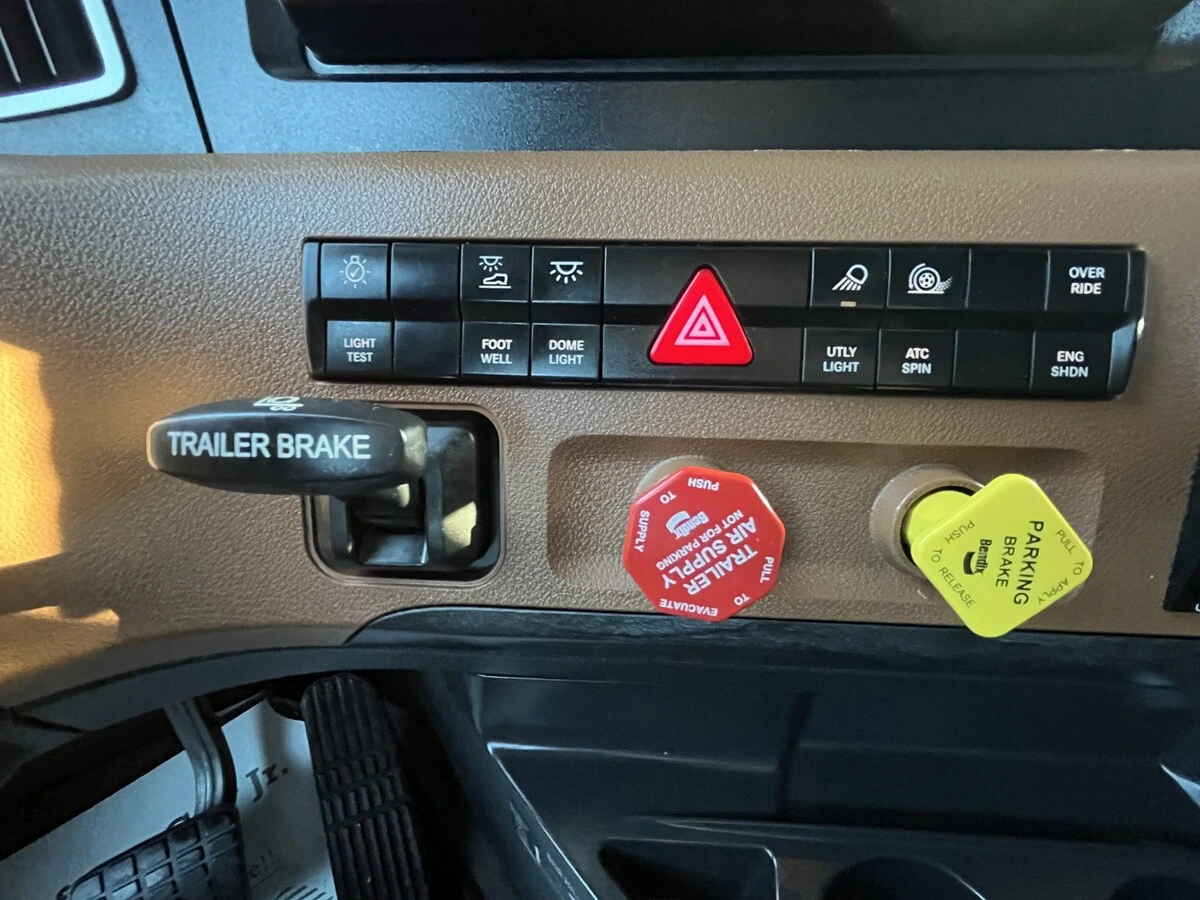 OVER
RIDE
LIGHT
TEST
FOOT
WELL
DOME
LIGHT
UTLY
LIGHT
ATC
SPIN
ENG
SHDN
TRAILER BRAKE
PUSH
TO
SUPPLY
Bendix
NOT FOR PARKING
TRAILER
AIR SUPPLY
PULL
TO
EVACUATE
PULL TO APPLY
PARKING
BRAKE
Bendix
PUSH
TO RELEASE
Jr.
ell